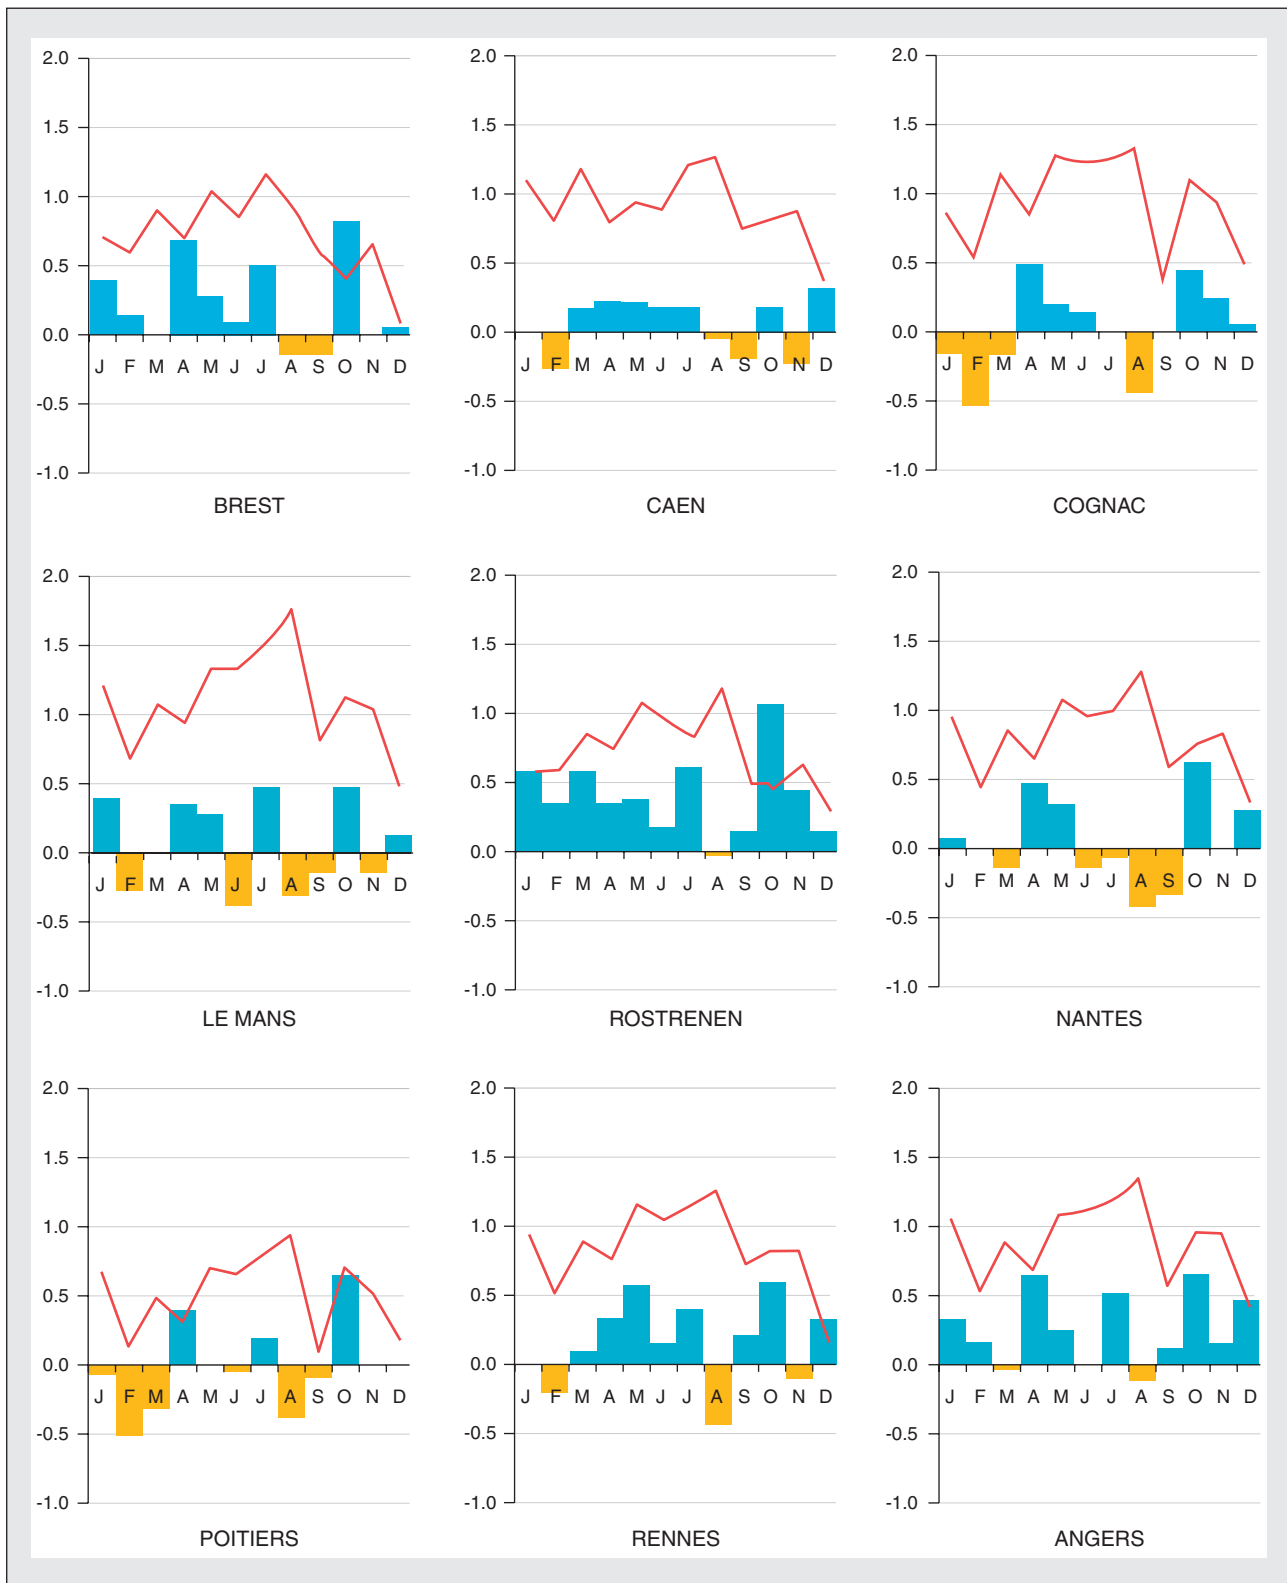 2.0 2.0 2.0
1.5 1.5 1.5
1.0 1.0 1.0
0.5 0.5 0.5
0.0 0.0 0.0
J F M A M J J A S O N D J F M A M J J A S O N D J F M A M J J A S O N D
-0.5 -0.5 -0.5
-1.0 -1.0 -1.0
BREST CAEN COGNAC
2.0 2.0 2.0
1.5 1.5 1.5
1.0 1.0 1.0
0.5 0.5 0.5
0.0 0.0 0.0
J F M A M J J A S O N D J F M A M J J A S O N D J F M A M J J A S O N D
-0.5 -0.5 -0.5
-1.0 -1.0 -1.0
LE MANS ROSTRENEN NANTES
2.0 2.0 2.0
1.5 1.5 1.5
1.0 1.0 1.0
0.5 0.5 0.5
0.0 0.0 0.0
J F M A M J J A S O N D J F M A M J J A S O N D J F M A M J J A S O N D
-0.5 -0.5 -0.5
-1.0 -1.0 -1.0
POITIERS RENNES ANGERS